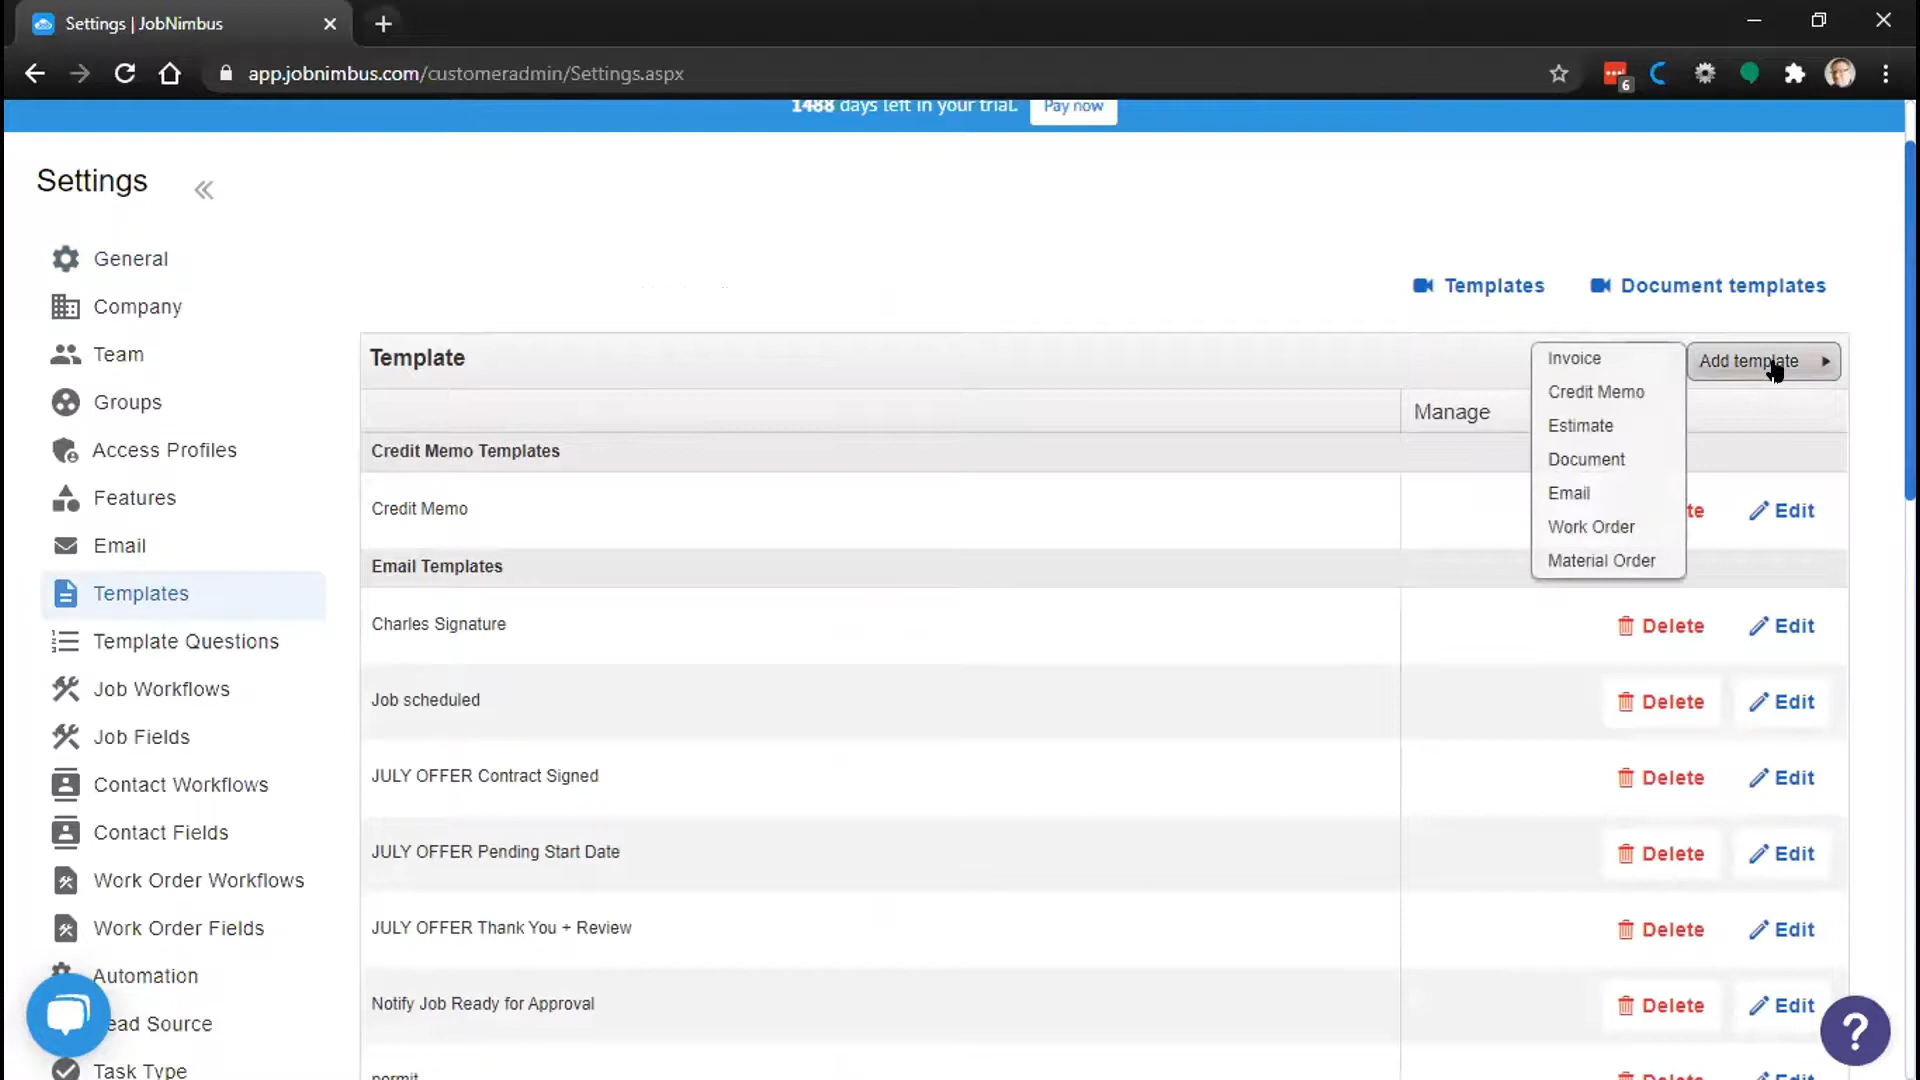 Settings | JobNimbus
app.jobnimbus.com/customeradmin/Settings.aspx
6
1488 days left in your trial. Pay now
Settings
General
Company
Team
Groups
Access Profiles
Features
Email
Templates
Template Questions
Job Workflows
Job Fields
Contact Workflows
Contact Fields
Work Order Workflows
Work Order Fields
Automation
ead Source
Task Type
Templates Document templates
Template Add template
Invoice
Credit Memo
Estimate
Document
Email
Work Order
Material Order
Manage
Credit Memo Templates
Credit Memo te Edit
Email Templates
Charles Signature Delete Edit
Job scheduled Delete Edit
JULY OFFER Contract Signed Delete Edit
JULY OFFER Pending Start Date Delete Edit
JULY OFFER Thank You + Review Delete Edit
Notify Job Ready for Approval Delete Edit
permit Delete Edit
?